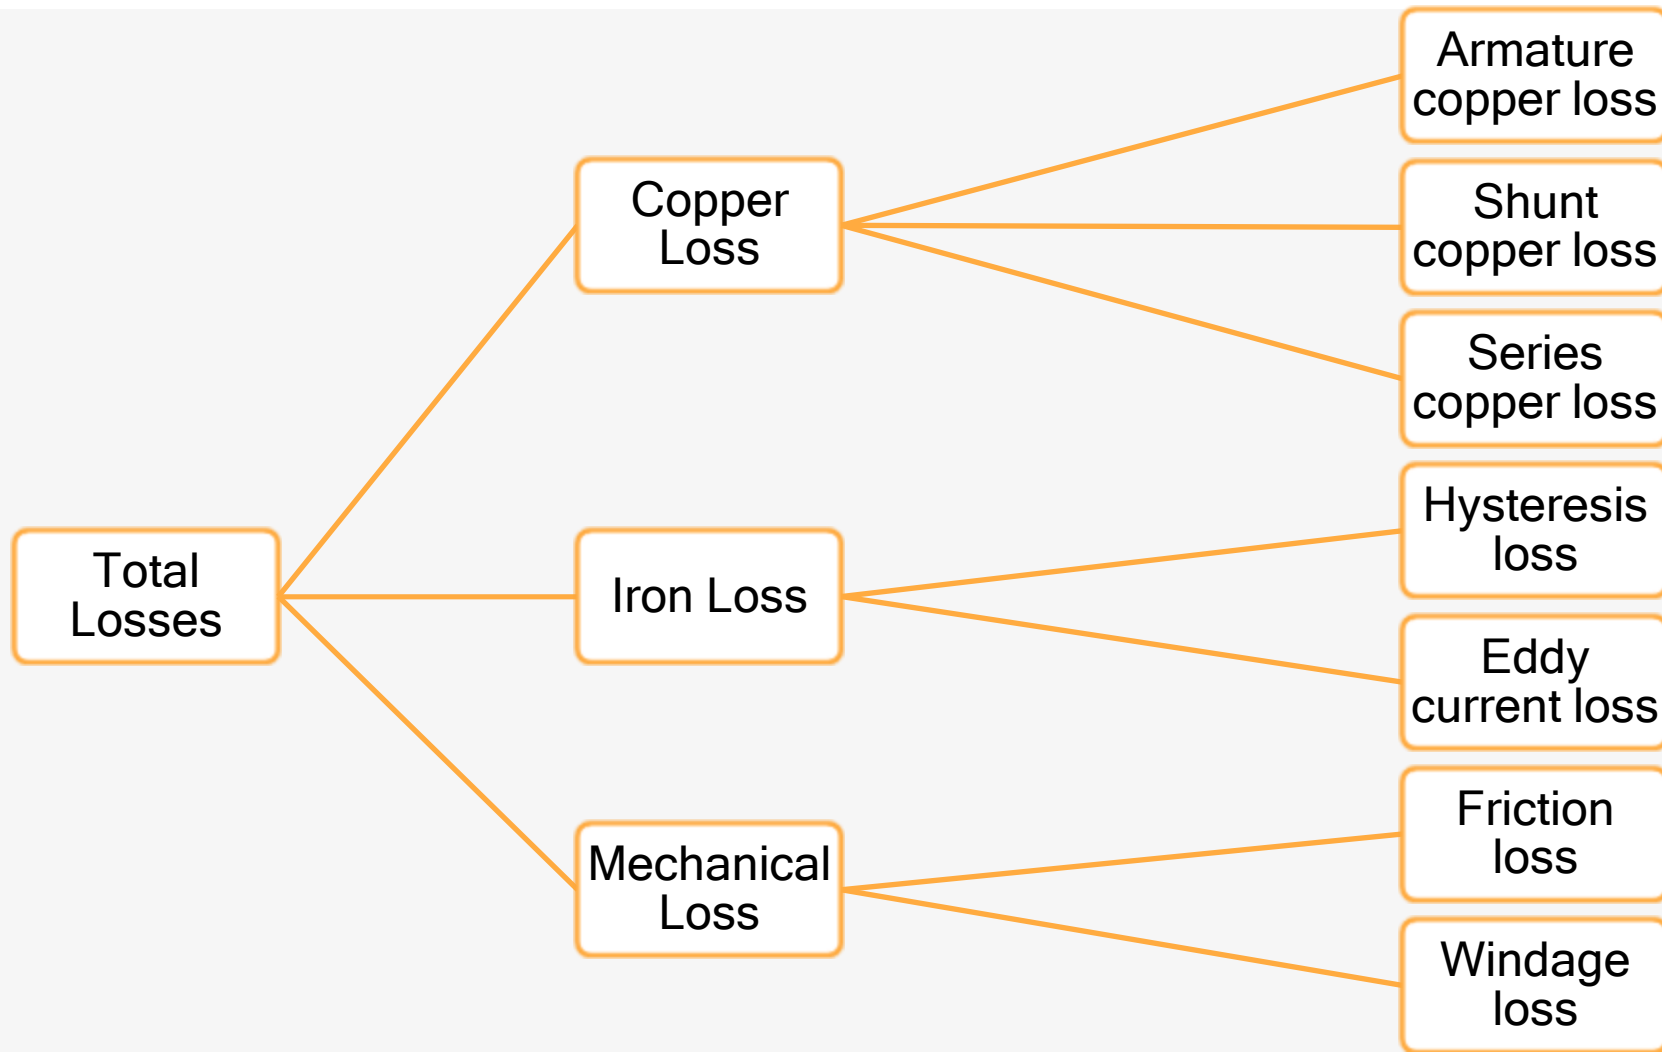 Total
Losses
Copper
Loss
Iron Loss
Mechanical
Loss
Armature
copper loss
Shunt
copper loss
Series
copper loss
Hysteresis
loss
Eddy
current loss
Friction
loss
Windage
loss